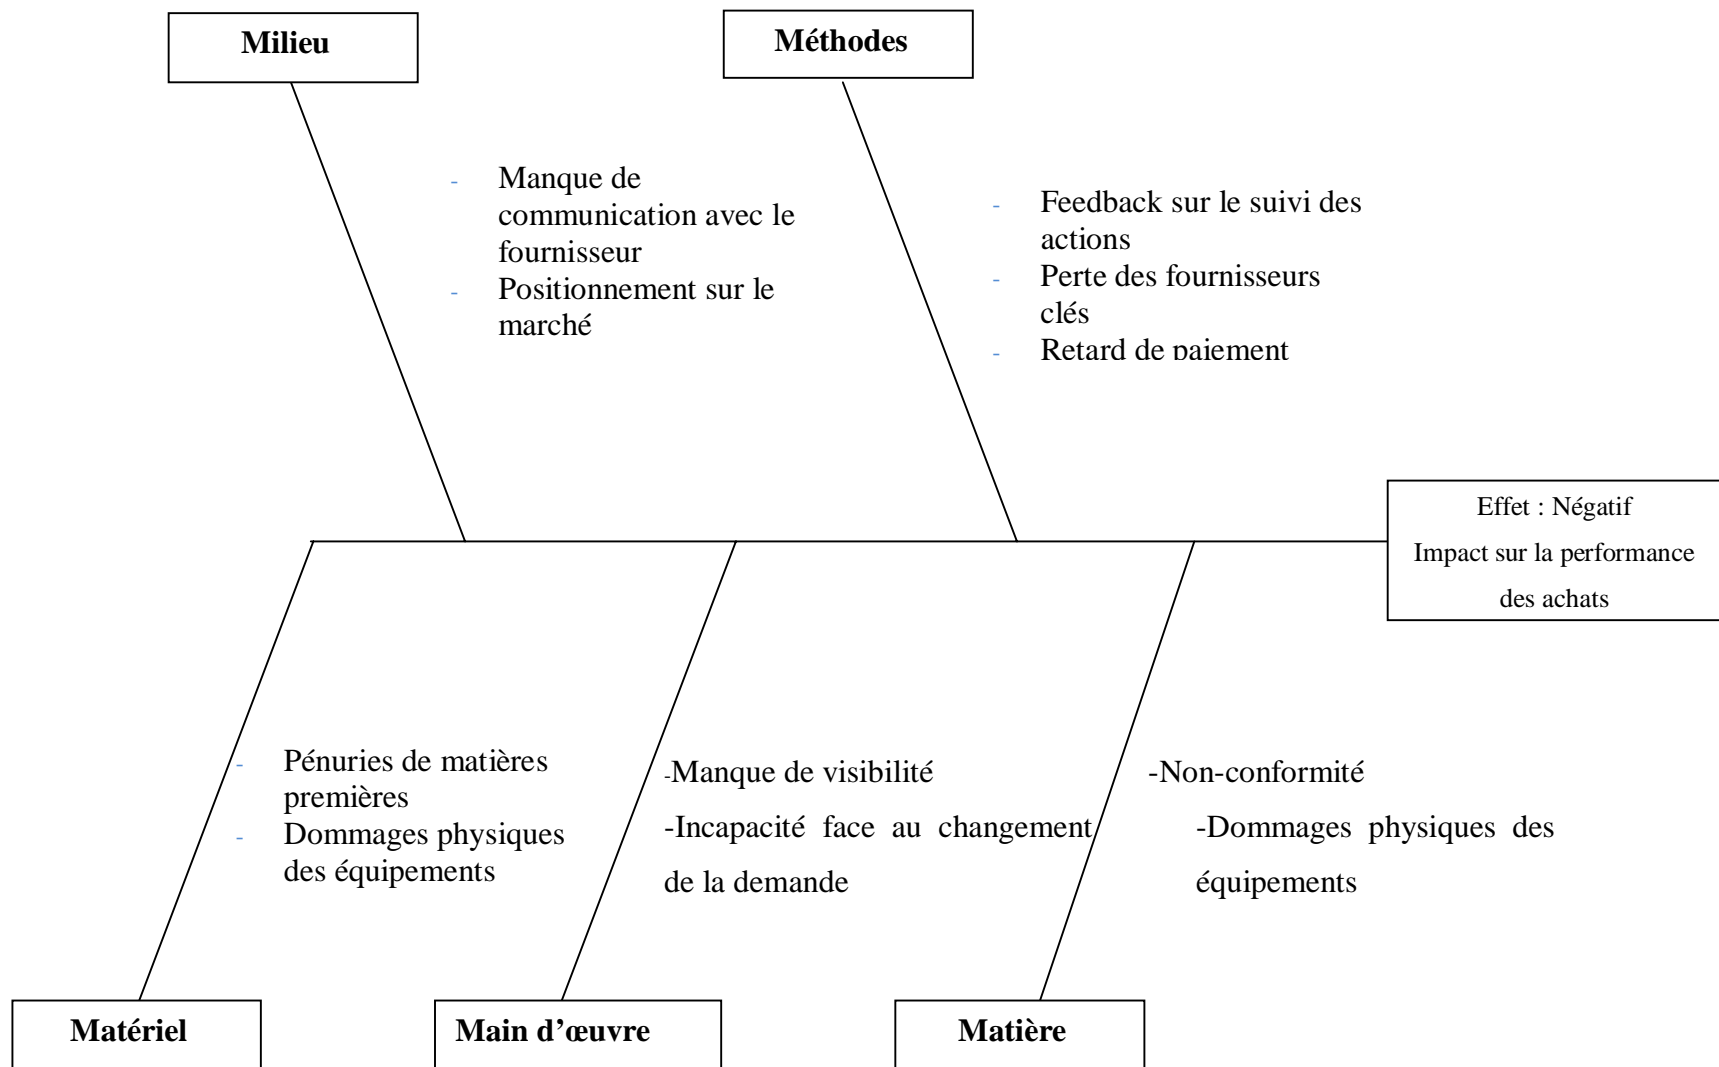 Milieu
Méthodes
- Manque de
communication avec le
fournisseur
- Positionnement sur le
marché
- Feedback sur le suivi des
actions
- Perte des fournisseurs
clés
- Retard de paiement
Effet : Négatif
Impact sur la performance
des achats
- Pénuries de matières
premières
- Dommages physiques
des équipements
-Manque de visibilité
-Incapacité face au changement
de la demande
-Non-conformité
-Dommages physiques des
équipements
Matériel
Main d’œuvre
Matière